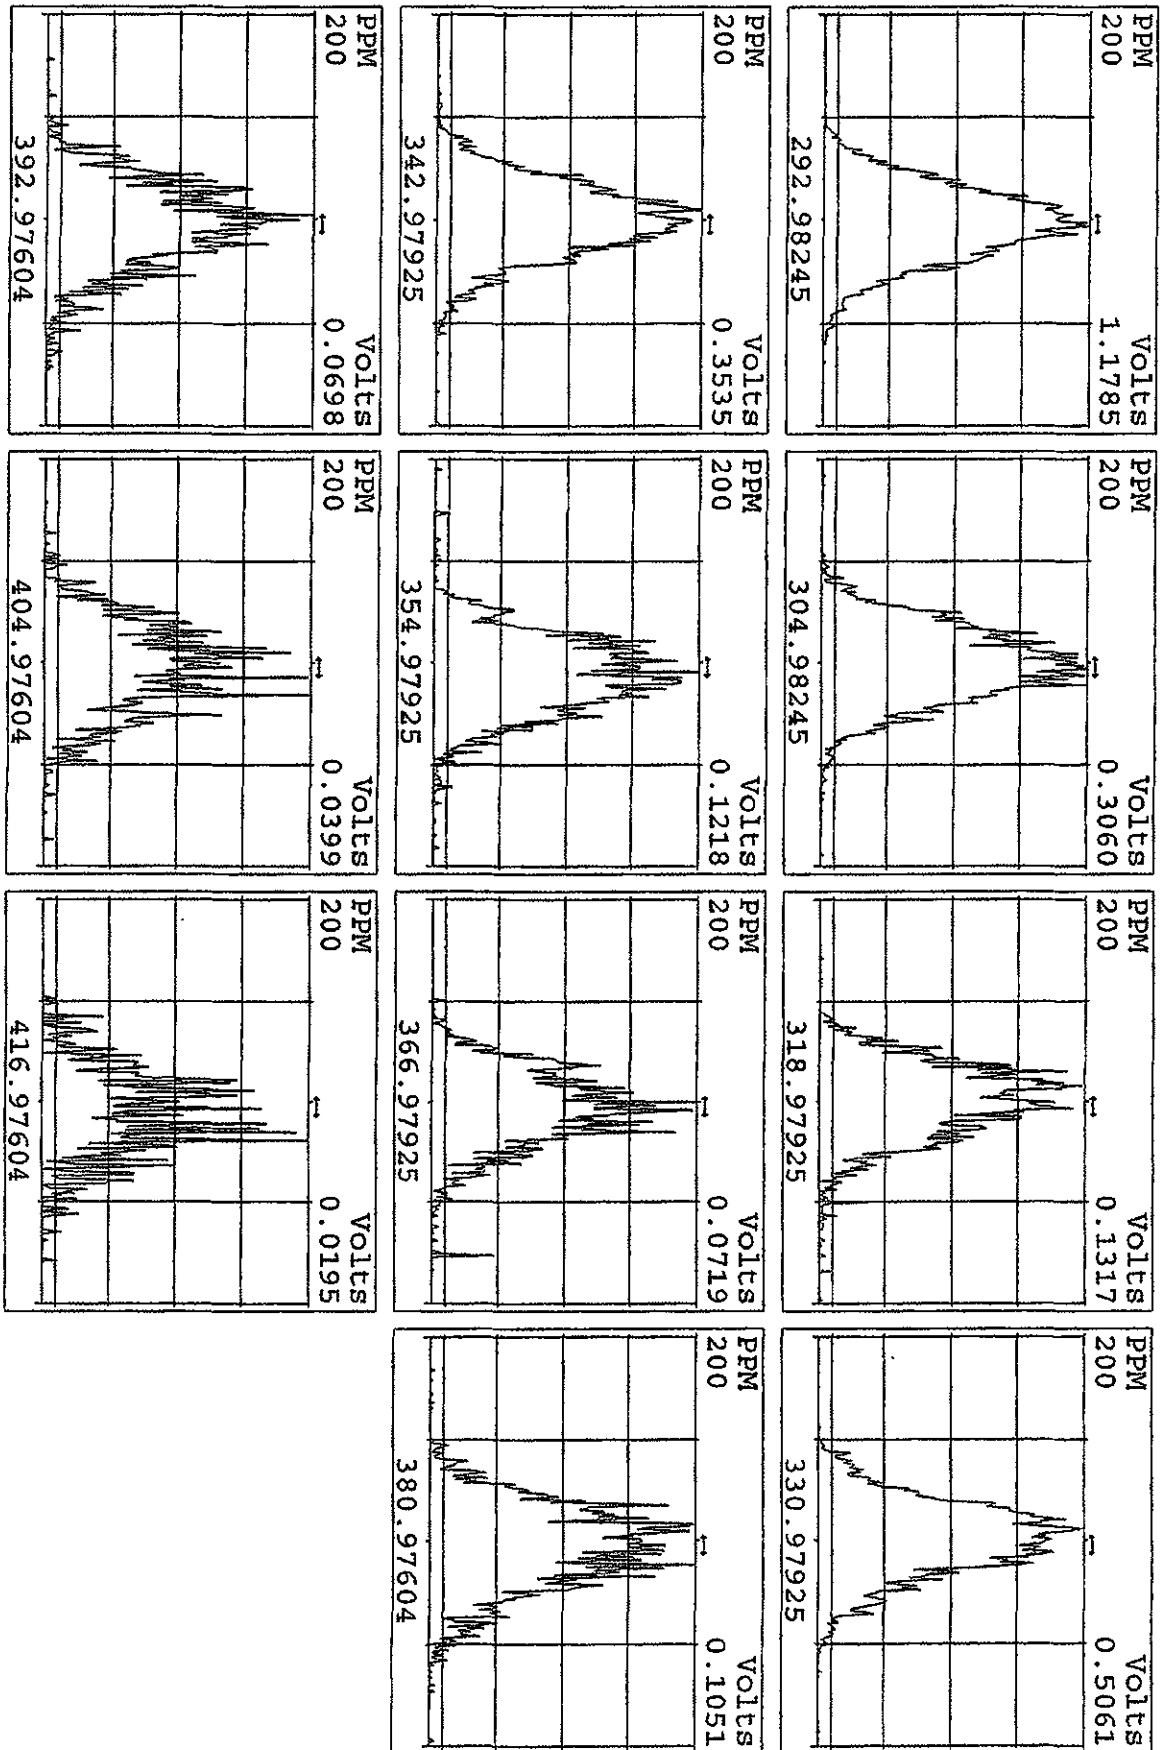 PPM Volts
200 1.1785
292.98245
PPM Volts
200 0.3060
304.98245
PPM Volts
200 0.1317
318.97925
PPM Volts
200 0.5061
330.97925
PPM Volts
200 0.3535
342.97925
PPM Volts
200 0.1218
354.97925
PPM Volts
200 0.0719
366.97925
PPM Volts
200 0.1051
380.97604
PPM Volts
200 0.0698
392.97604
PPM Volts
200 0.0399
404.97604
PPM Volts
200 0.0195
416.97604